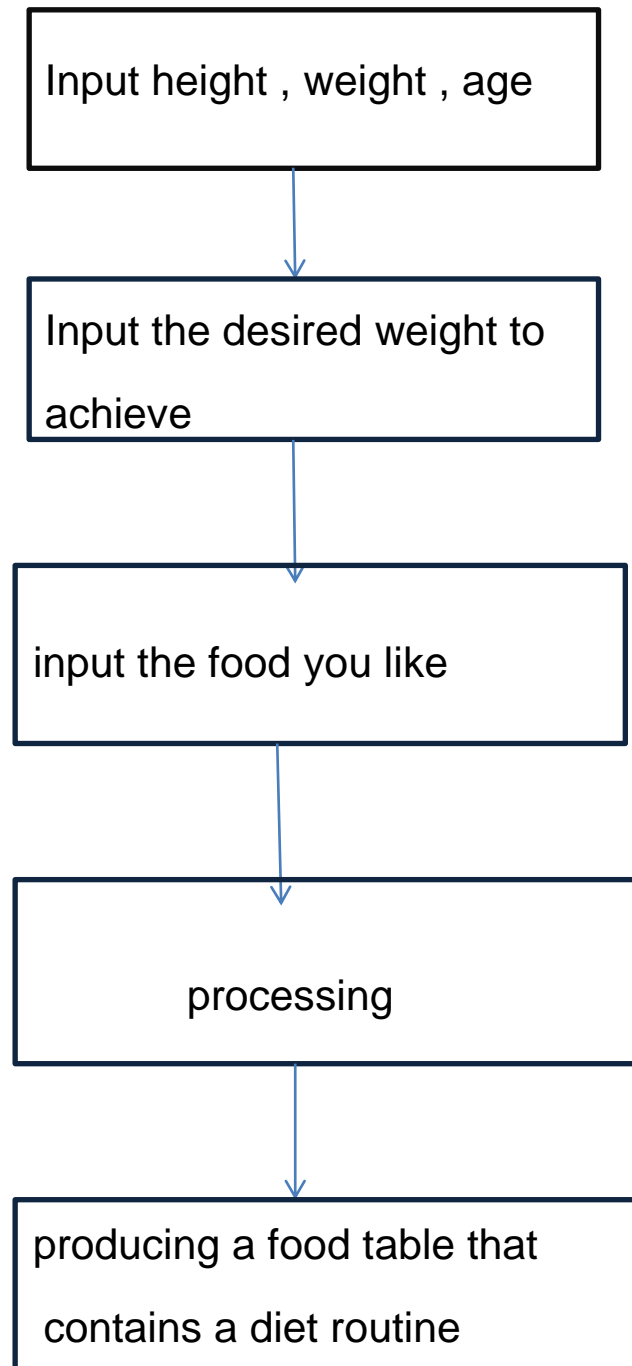 Input height , weight , age
Input the desired weight to
achieve
input the food you like
processing
producing a food table that
contains a diet routine